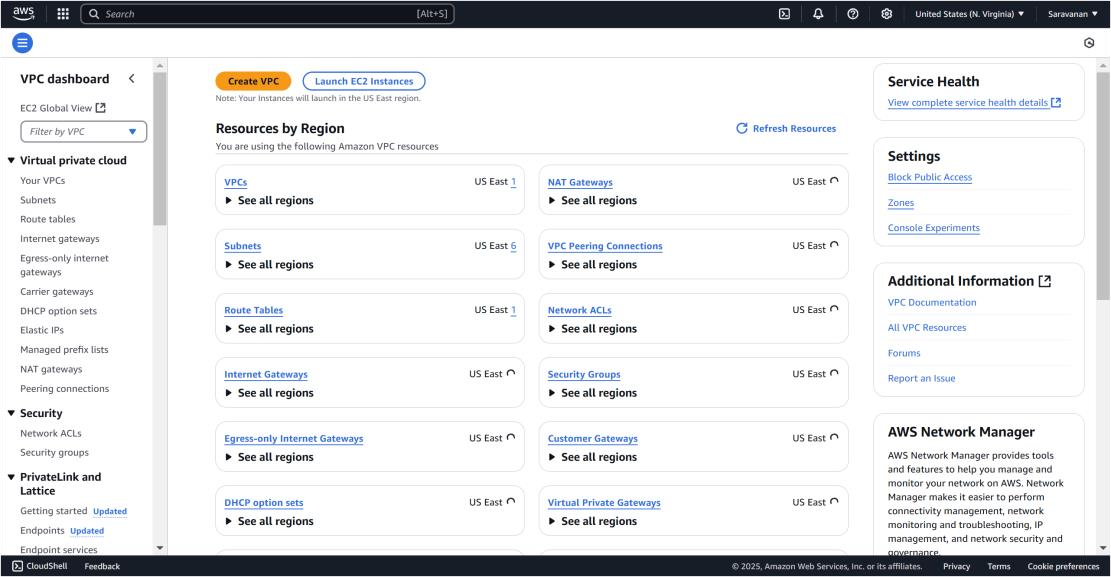 aws
Search [Alt+S]
United States (N. Virginia) ▼
Saravanan ▼
VPC dashboard
EC2 Global View
Filter by VPC
Virtual private cloud
Your VPCs
Subnets
Route tables
Internet gateways
Egress-only internet
gateways
Carrier gateways
DHCP option sets
Elastic IPs
Managed prefix lists
NAT gateways
Peering connections
Security
Network ACLs
Security groups
PrivateLink and
Lattice
Getting started Updated
Endpoints Updated
Endpoint services
Create VPC
Launch EC2 Instances
Note: Your Instances will launch in the US East region.
Resources by Region
Refresh Resources
You are using the following Amazon VPC resources
VPCs US East 1
See all regions
NAT Gateways US East
See all regions
Subnets US East 6
See all regions
VPC Peering Connections US East
See all regions
Route Tables US East 1
See all regions
Network ACLs US East
See all regions
Internet Gateways US East
See all regions
Security Groups US East
See all regions
Egress-only Internet Gateways US East
See all regions
Customer Gateways US East
See all regions
DHCP option sets US East
See all regions
Virtual Private Gateways US East
See all regions
Service Health
View complete service health details
Settings
Block Public Access
Zones
Console Experiments
Additional Information
VPC Documentation
All VPC Resources
Forums
Report an Issue
AWS Network Manager
AWS Network Manager provides tools
and features to help you manage and
monitor your network on AWS. Network
Manager makes it easier to perform
connectivity management, network
monitoring and troubleshooting, IP
management, and network security and
governance.
CloudShell
Feedback
© 2025, Amazon Web Services, Inc. or its affiliates.
Privacy
Terms
Cookie preferences